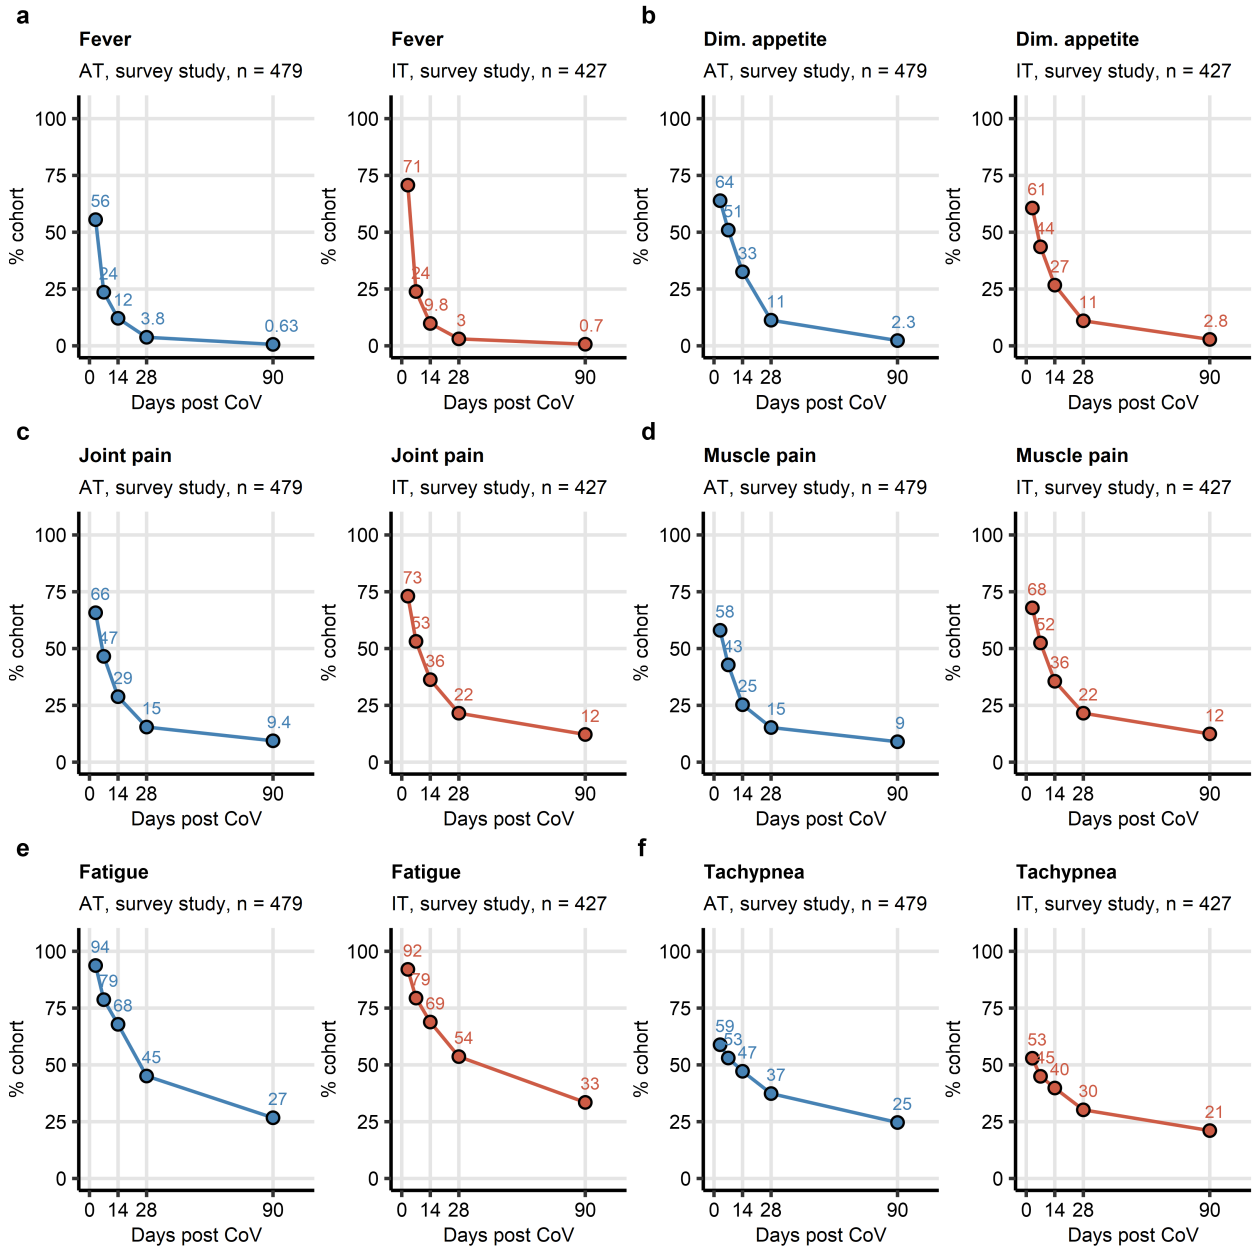 a
Fever
AT, survey study, n = 479
100
75
50
25
0
% cohort
56
24
12
3.8
0.63
0 14 28 90
Days post CoV
Fever
IT, survey study, n = 427
100
75
50
25
0
% cohort
71
24
9.8
3
0.7
0 14 28 90
Days post CoV
b
Dim. appetite
AT, survey study, n = 479
100
75
50
25
0
% cohort
64
51
33
11
2.3
0 14 28 90
Days post CoV
Dim. appetite
IT, survey study, n = 427
100
75
50
25
0
% cohort
61
44
27
11
2.8
0 14 28 90
Days post CoV
c
Joint pain
AT, survey study, n = 479
100
75
50
25
0
% cohort
66
47
29
15
9.4
0 14 28 90
Days post CoV
Joint pain
IT, survey study, n = 427
100
75
50
25
0
% cohort
73
53
36
22
12
0 14 28 90
Days post CoV
d
Muscle pain
AT, survey study, n = 479
100
75
50
25
0
% cohort
58
43
25
15
9
0 14 28 90
Days post CoV
Muscle pain
IT, survey study, n = 427
100
75
50
25
0
% cohort
68
52
36
22
12
0 14 28 90
Days post CoV
e
Fatigue
AT, survey study, n = 479
100
75
50
25
0
% cohort
94
79
68
45
27
0 14 28 90
Days post CoV
Fatigue
IT, survey study, n = 427
100
75
50
25
0
% cohort
92
79
69
54
33
0 14 28 90
Days post CoV
f
Tachypnea
AT, survey study, n = 479
100
75
50
25
0
% cohort
59
53
47
37
25
0 14 28 90
Days post CoV
Tachypnea
IT, survey study, n = 427
100
75
50
25
0
% cohort
53
45
40
30
21
0 14 28 90
Days post CoV